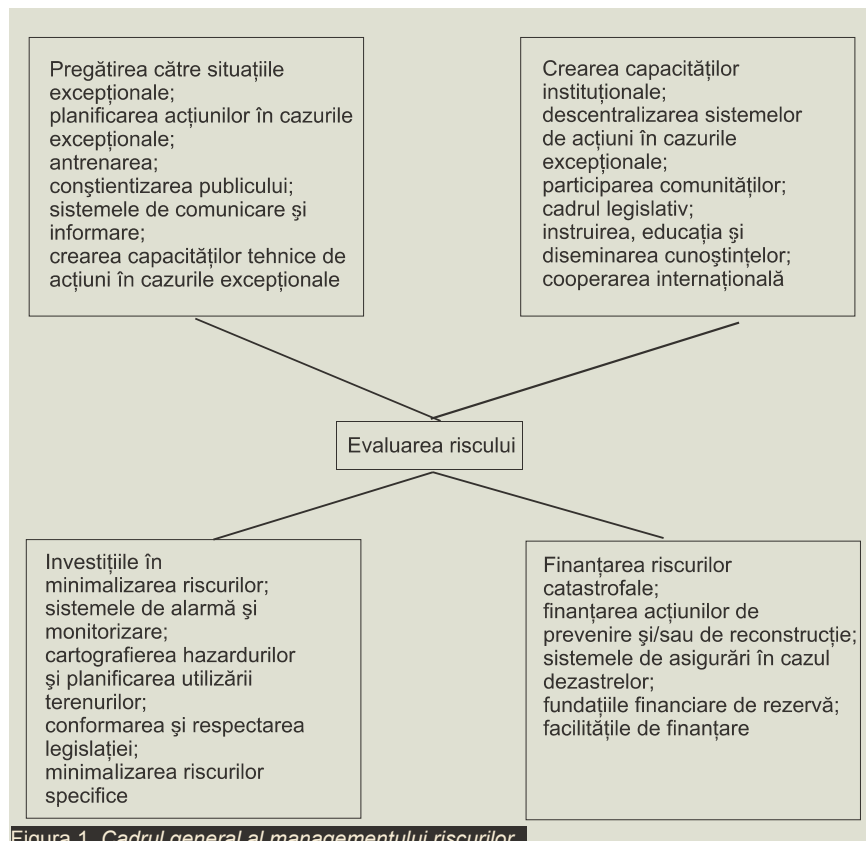 Pregătirea către situațiile
excepționale;
planificarea acțiunilor în cazurile
excepționale;
antrenarea;
conştientizarea publicului;
sistemele de comunicare şi
informare;
crearea capacităților tehnice de
acțiuni în cazurile excepționale
Crearea capacităților
instituționale;
descentralizarea sistemelor
de acțiuni în cazurile
excepționale;
participarea comunităților;
cadrul legislativ;
instruirea, educația şi
diseminarea cunoştințelor;
cooperarea internațională
Evaluarea riscului
Investițiile în
minimalizarea riscurilor;
sistemele de alarmă şi
monitorizare;
cartografierea hazardurilor
şi planificarea utilizării
terenurilor;
conformarea şi respectarea
legislației;
minimalizarea riscurilor
specifice
Finanțarea riscurilor
catastrofale;
finanțarea acțiunilor de
prevenire şi/sau de reconstrucție;
sistemele de asigurări în cazul
dezastrelor;
fundațiile financiare de rezervă;
facilitățile de finanțare
Figura 1. Cadrul general al managementului riscurilor